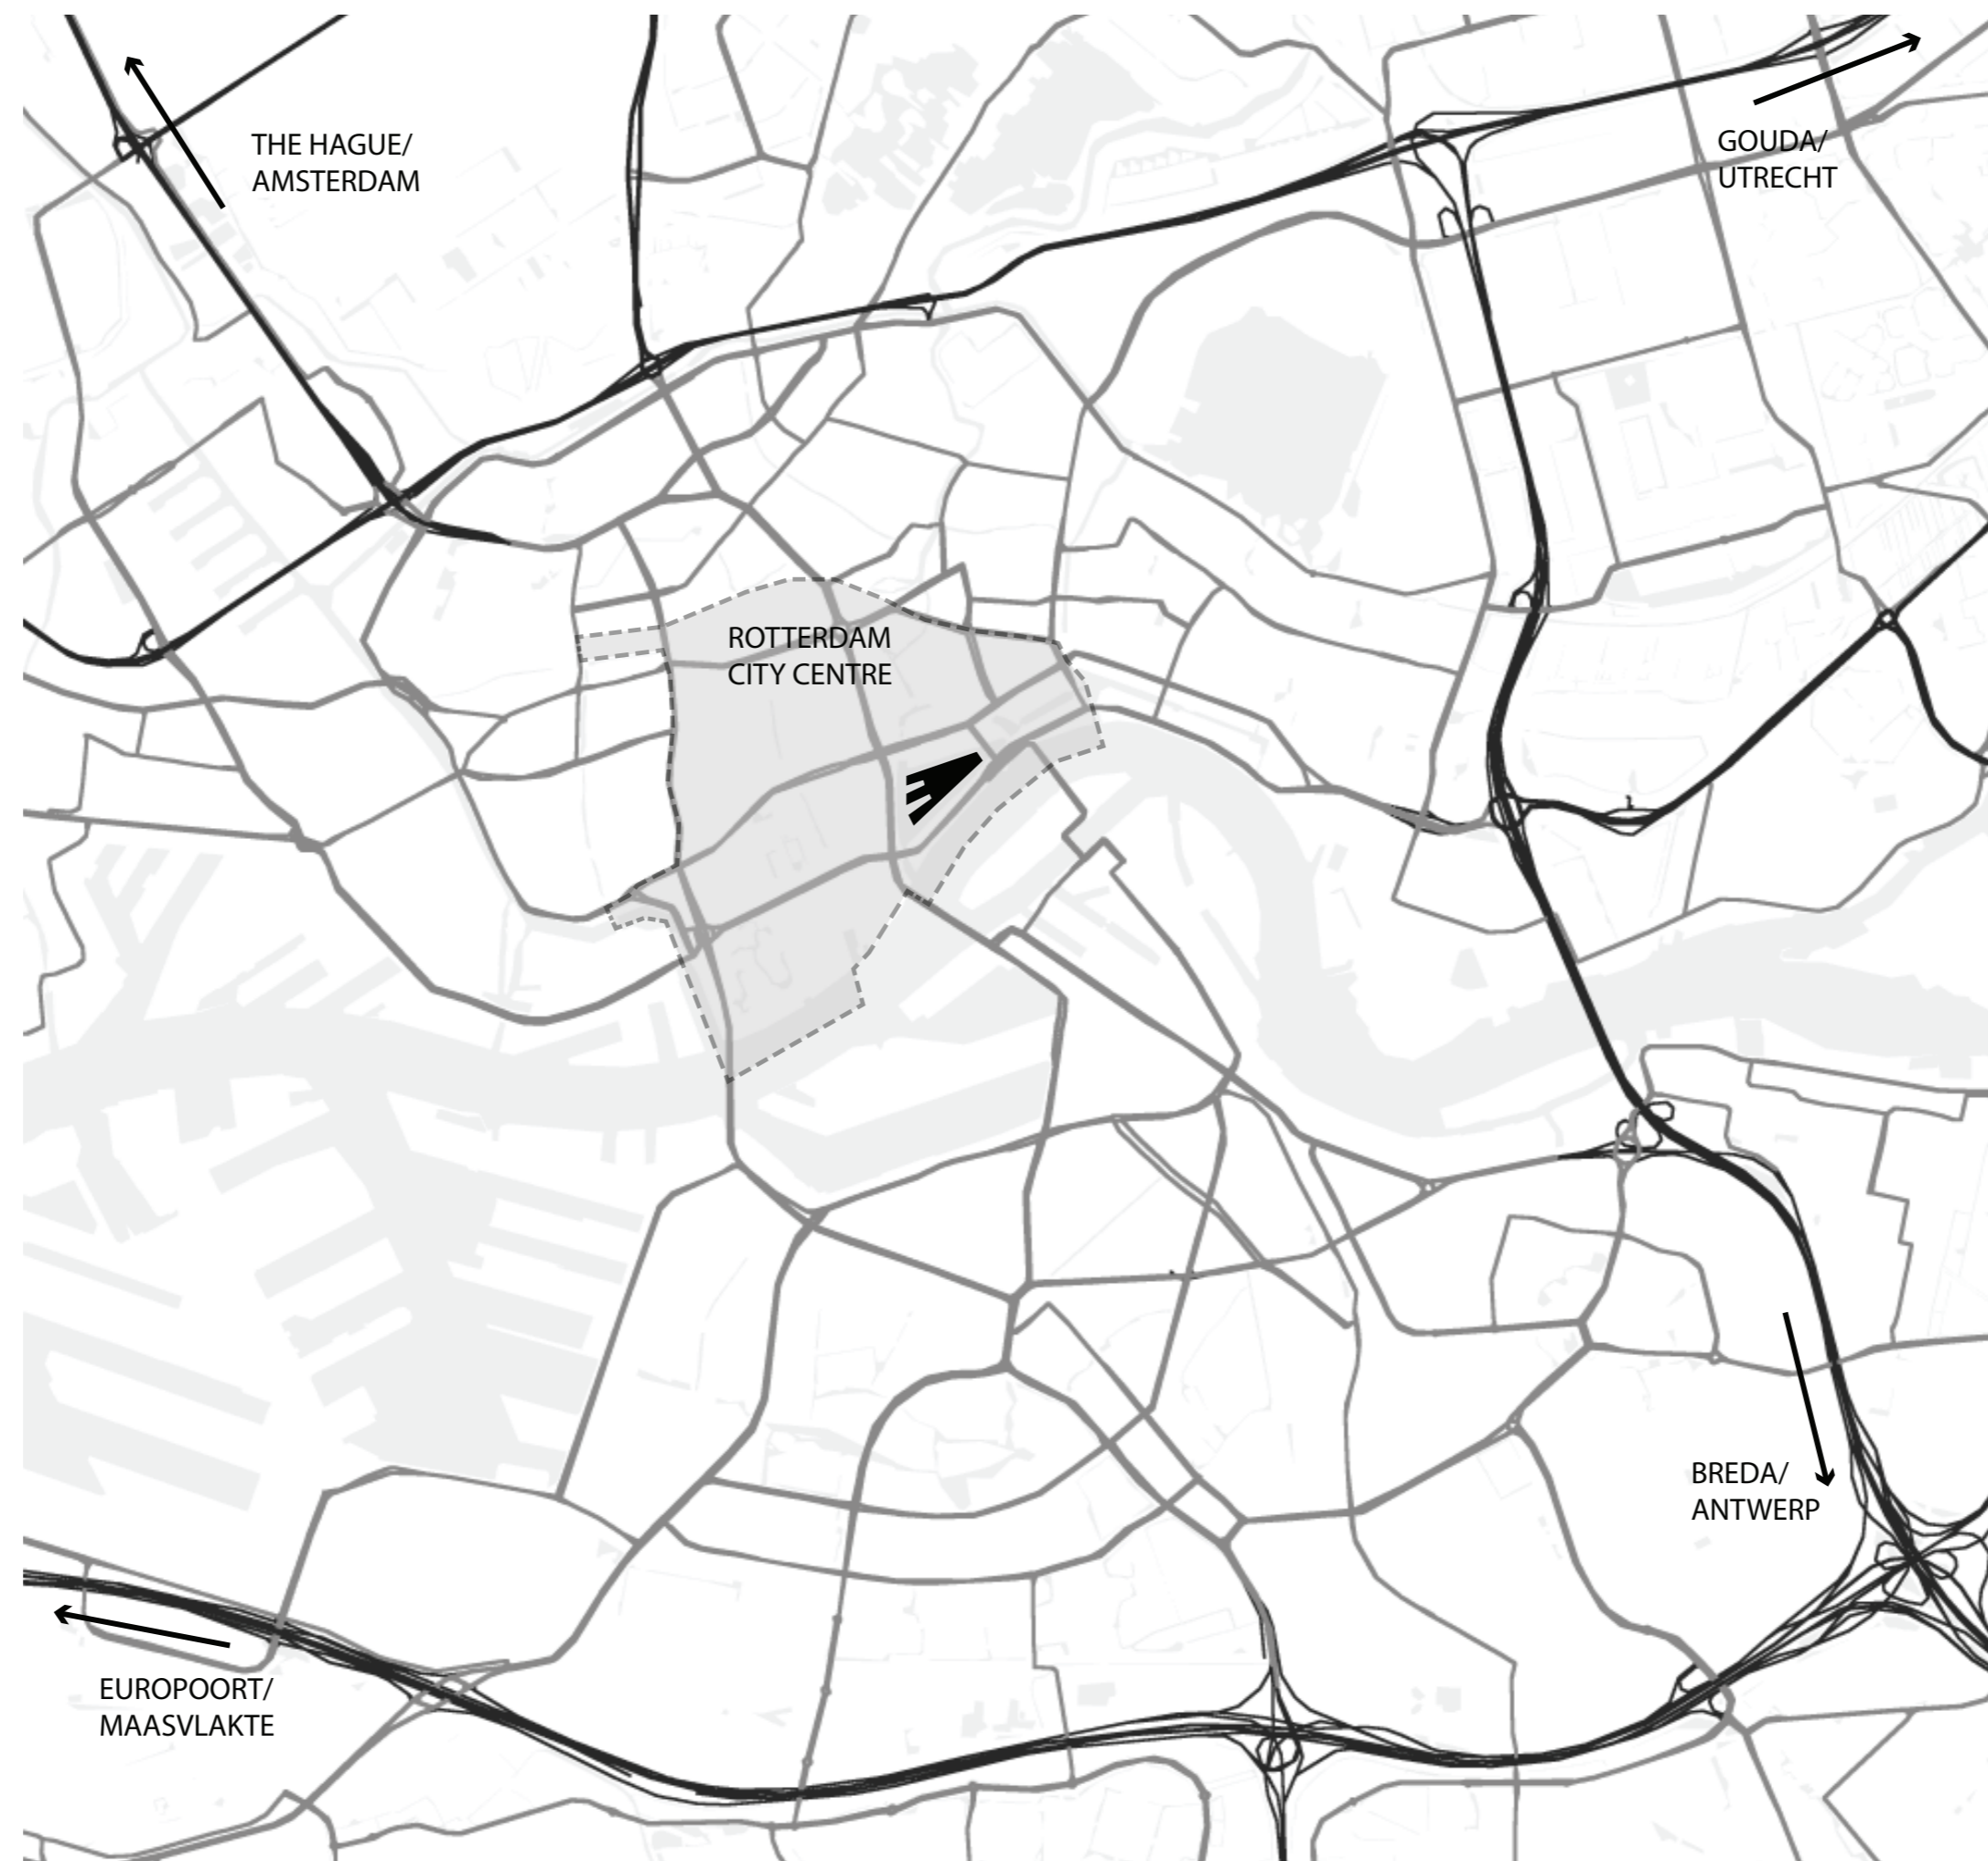 THE HAGUE/
AMSTERDAM
GOUDA/
UTRECHT
ROTTERDAM
CITY CENTRE
BREDA/
ANTWERP
EUROPOORT/
MAASVLAKTE